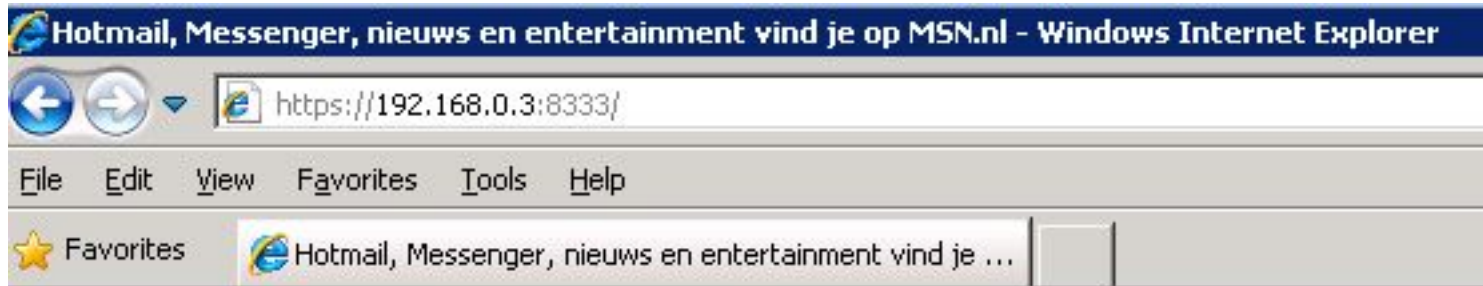 Hotmail, Messenger, nieuws en entertainment vind je op MSN.nl - Windows Internet Explorer
https://192.168.0.3:8333/
File Edit View Favorites Tools Help
Favorites Hotmail, Messenger, nieuws en entertainment vind je ...